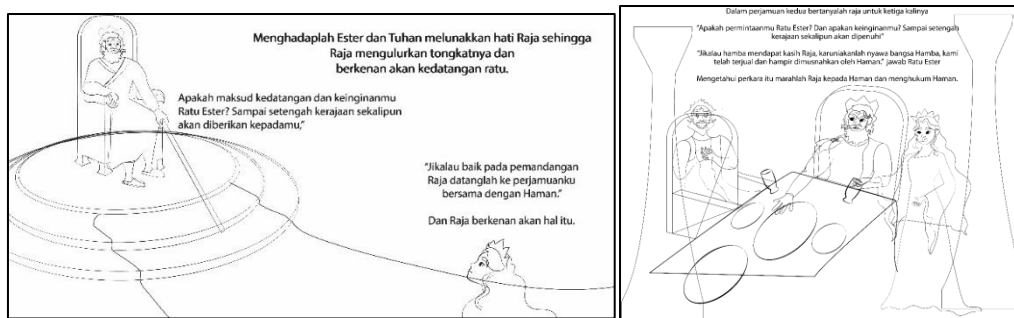 Menghadaplah Ester dan Tuhan melunakkan hati Raja sehingga
Raja mengulurkan tongkatnya dan
berkenan akan kedatangan ratu.
Apakah maksud kedatangan dan keinginanmu
Ratu Ester? Sampai setengah kerajaan sekalipun
akan diberikan kepadamu,"
"Jikalau baik pada pemandangan
Raja datanglah ke perjamuanku
bersama dengan Haman."
Dan Raja berkenan akan hal itu.
Dalam perjamuan kedua bertanyalah raja untuk ketiga kalinya
"Apakah permintaanmu Ratu Ester? Dan apakan keinginanmu? Sampai setengah
kerajaan sekalipun akan dipenuhi"
"Jikalau hamba mendapat kasih Raja, karuniakanlah nyawa bangsa Hamba, kami
telah terjual dan hampir dimusnahkan oleh Haman." jawab Ratu Ester
Mengetahui perkara itu marahlah Raja kepada Haman dan menghukum Haman.